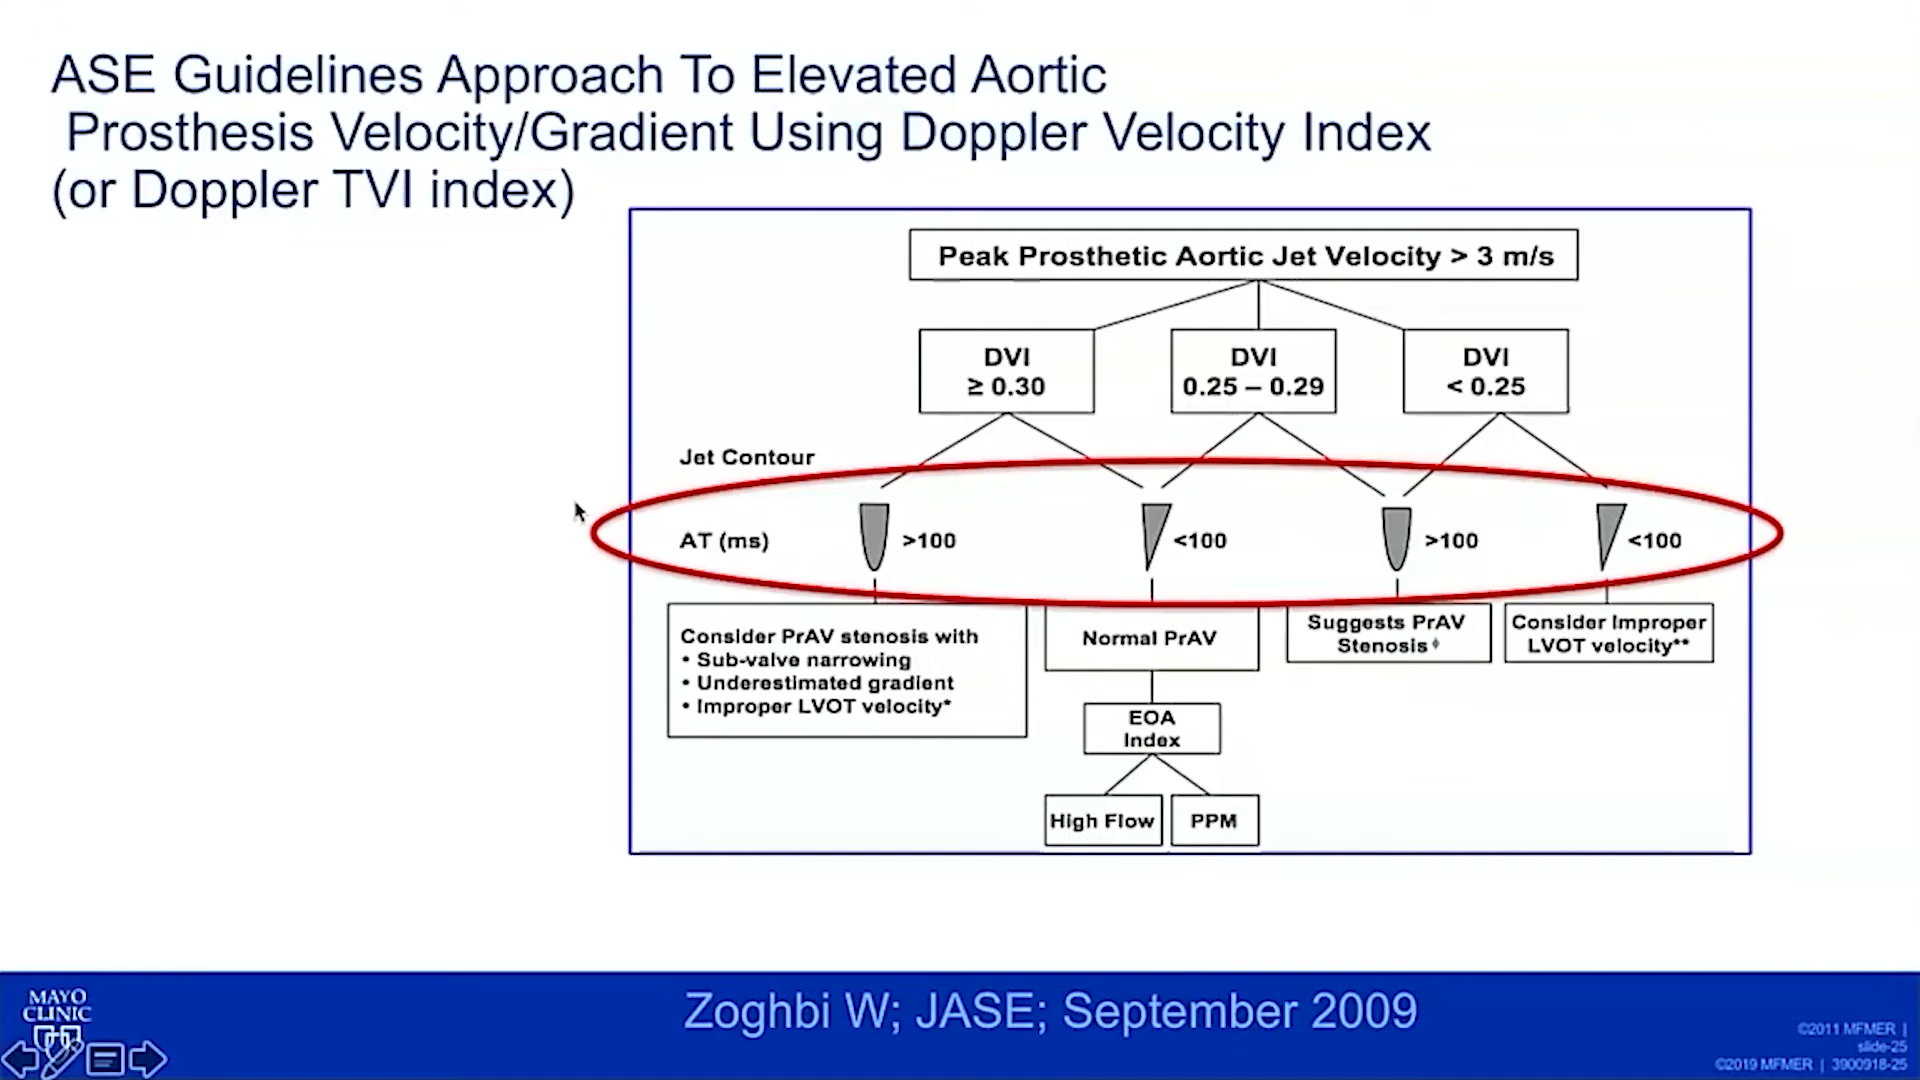 ASE Guidelines Approach To Elevated Aortic
Prosthesis Velocity/Gradient Using Doppler Velocity Index
(or Doppler TVI index)
Peak Prosthetic Aortic Jet Velocity > 3 m/s
DVI
≥ 0.30
DVI
0.25 – 0.29
DVI
< 0.25
Jet Contour
AT (ms)
>100
<100
>100
<100
Consider PrAV stenosis with
• Sub-valve narrowing
• Underestimated gradient
• Improper LVOT velocity*
Normal PrAV
Suggests PrAV
Stenosis◊
Consider Improper
LVOT velocity**
EOA
Index
High Flow
PPM
MAYO
CLINIC
Zoghbi W; JASE; September 2009
©2011 MFMER |
slide-25
©2019 MFMER | 3900918-25